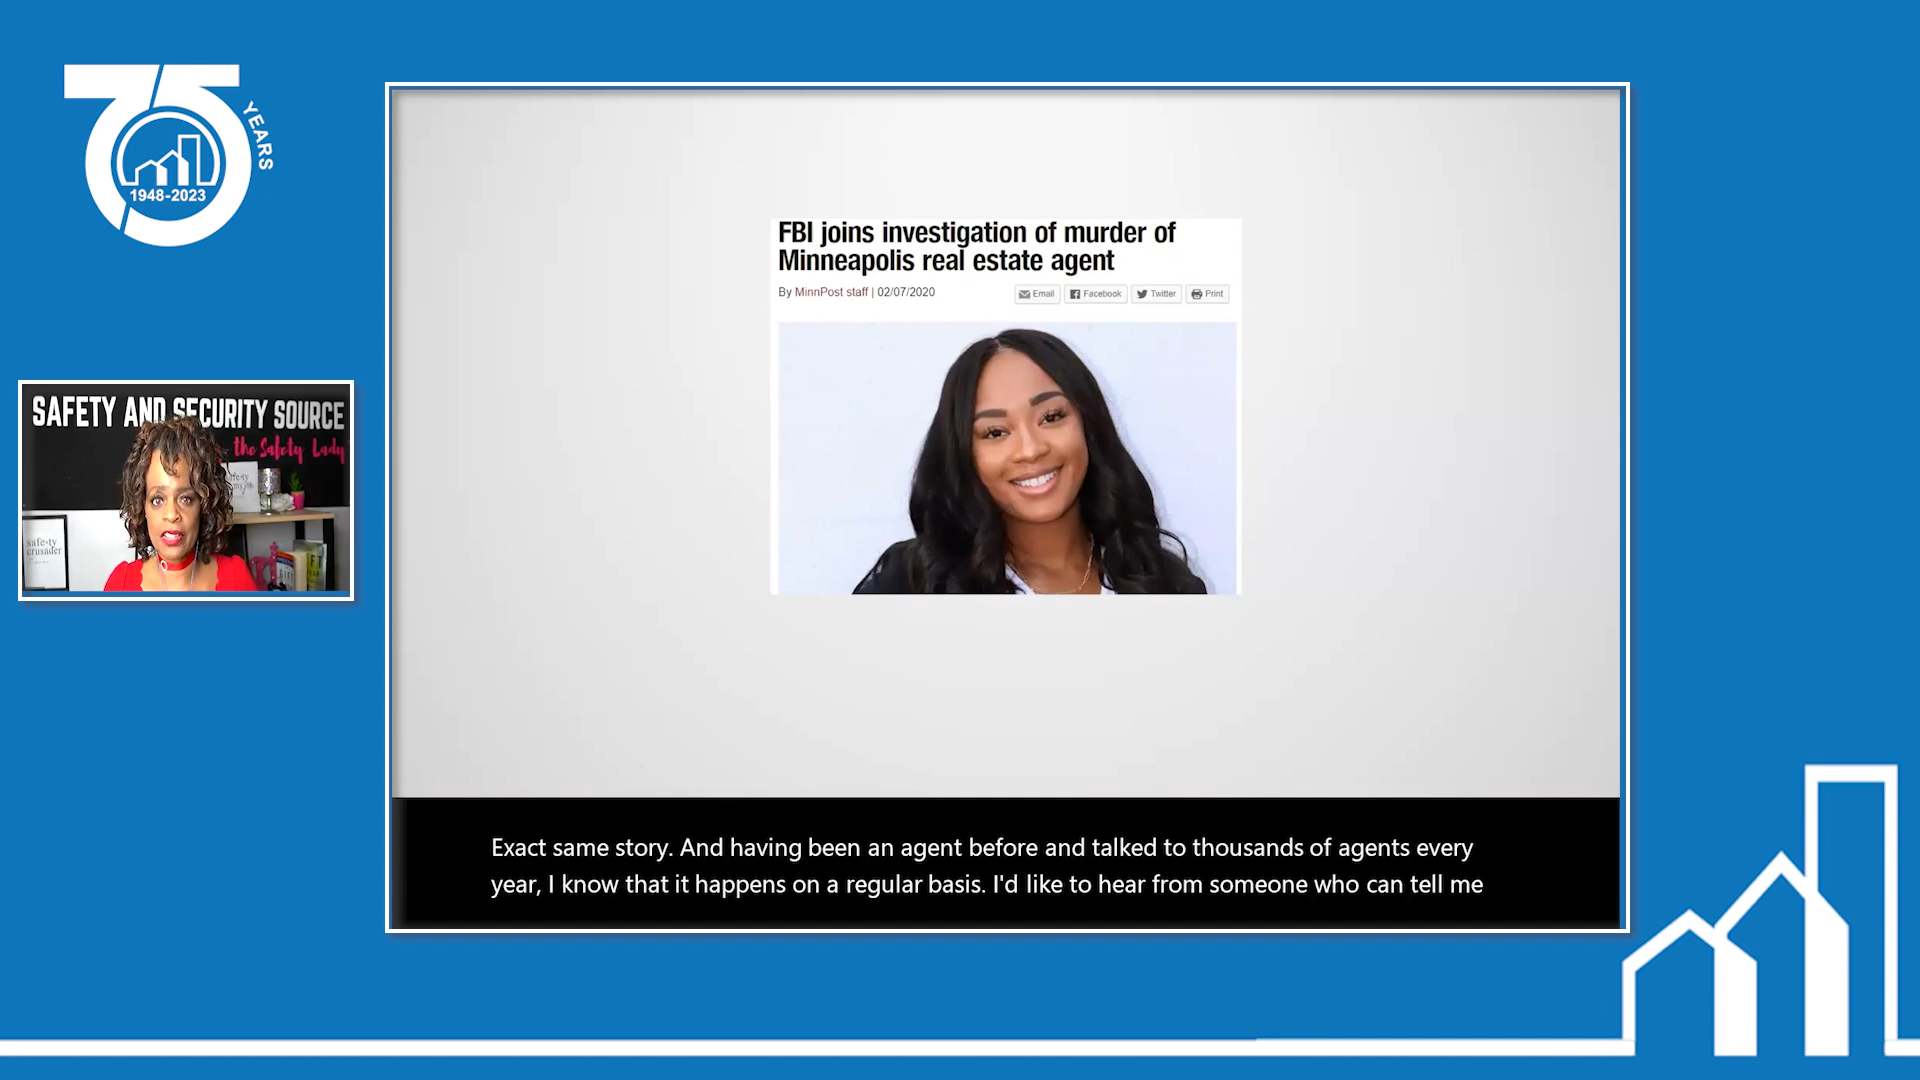 75
YEARS
1948-2023
SAFETY AND SECURITY SOURCE
the Safety Lady
safe-ty
crusader
FBI joins investigation of murder of
Minneapolis real estate agent
By MinnPost staff | 02/07/2020
Email Facebook Twitter Print
Exact same story. And having been an agent before and talked to thousands of agents every
year, I know that it happens on a regular basis. I'd like to hear from someone who can tell me